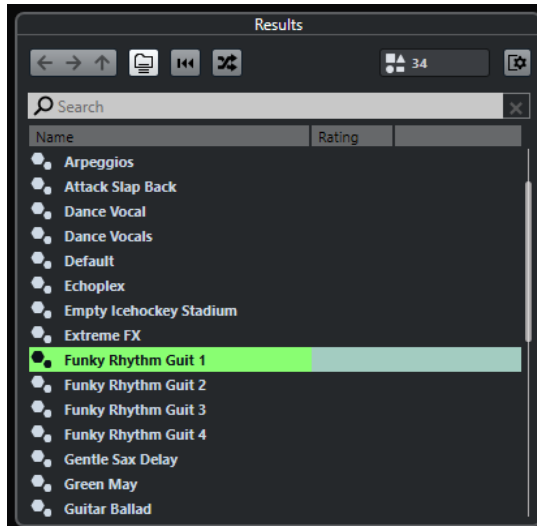 Results
34
Search
Name Rating
Arpeggios
Attack Slap Back
Dance Vocal
Dance Vocals
Default
Echoplex
Empty Icehockey Stadium
Extreme FX
Funky Rhythm Guit 1
Funky Rhythm Guit 2
Funky Rhythm Guit 3
Funky Rhythm Guit 4
Gentle Sax Delay
Green May
Guitar Ballad